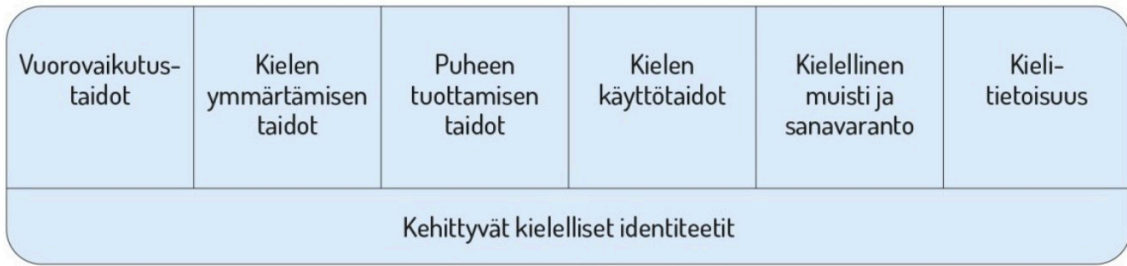 Vuorovaikutus-
taidot
Kielen
ymmärtämisen
taidot
Puheen
tuottamisen
taidot
Kielen
käyttötaidot
Kielellinen
muisti ja
sanavaranto
Kieli-
tietoisuus
Kehittyvät kielelliset identiteetit